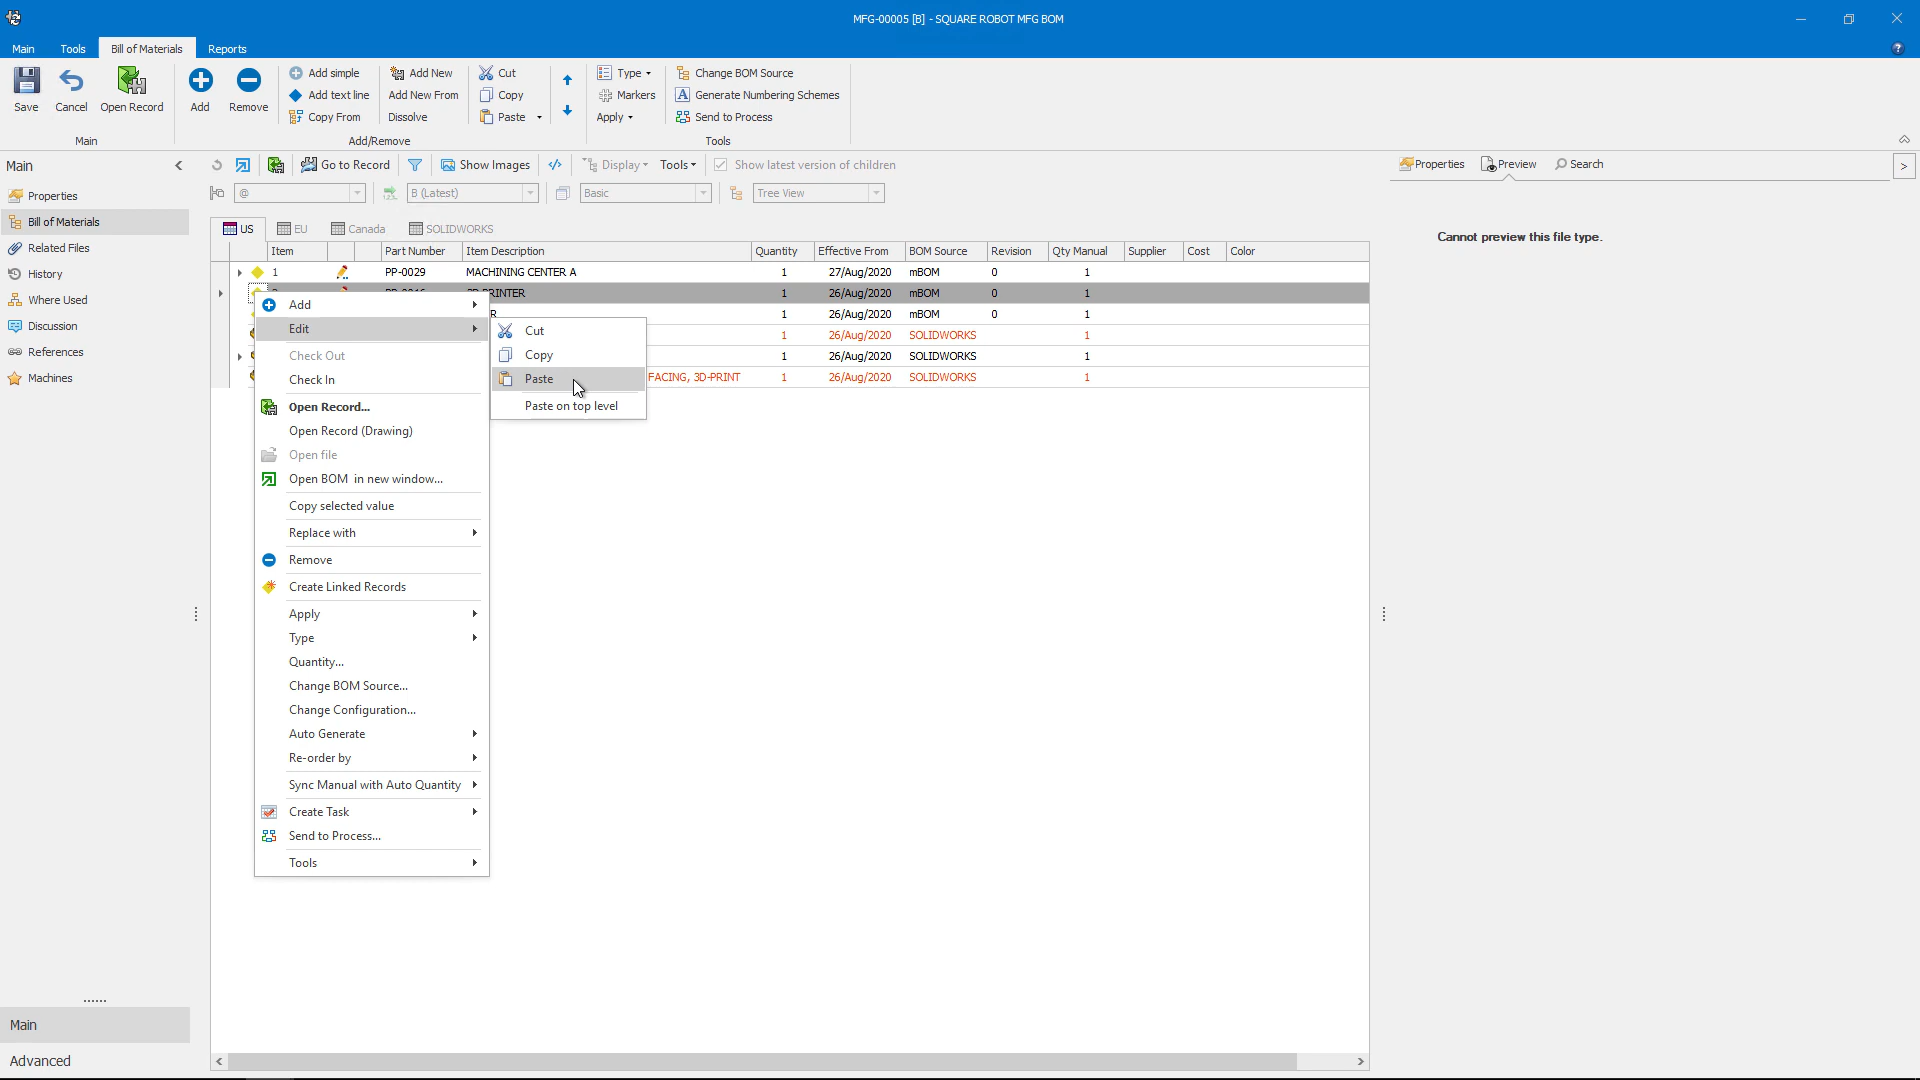 MFG-00005 [B] - SQUARE ROBOT MFG BOM
Main Tools Bill of Materials Reports
Save Cancel Open Record Add Remove
Add simple Add New Cut Type Change BOM Source
Add text line Add New From Copy Markers Generate Numbering Schemes
Copy From Dissolve Paste Apply Send to Process
Main Add/Remove Tools
Main
Properties
Bill of Materials
Related Files
History
Where Used
Discussion
References
Machines
Main
Advanced
Go to Record Show Images Display Tools Show latest version of children
@ B (Latest) Basic Tree View
US EU Canada SOLIDWORKS
Item Part Number Item Description Quantity Effective From BOM Source Revision Qty Manual Supplier Cost Color
1 PP-0029 MACHINING CENTER A 1 27/Aug/2020 mBOM 0 1
PRINTER 1 26/Aug/2020 mBOM 0 1
R 1 26/Aug/2020 mBOM 0 1
1 26/Aug/2020 SOLIDWORKS 1
1 26/Aug/2020 SOLIDWORKS 1
FACING, 3D-PRINT 1 26/Aug/2020 SOLIDWORKS 1
Add
Edit
Check Out
Check In
Open Record...
Open Record (Drawing)
Open file
Open BOM in new window...
Copy selected value
Replace with
Remove
Create Linked Records
Apply
Type
Quantity...
Change BOM Source...
Change Configuration...
Auto Generate
Re-order by
Sync Manual with Auto Quantity
Create Task
Send to Process...
Tools
Cut
Copy
Paste
Paste on top level
Properties Preview Search
Cannot preview this file type.